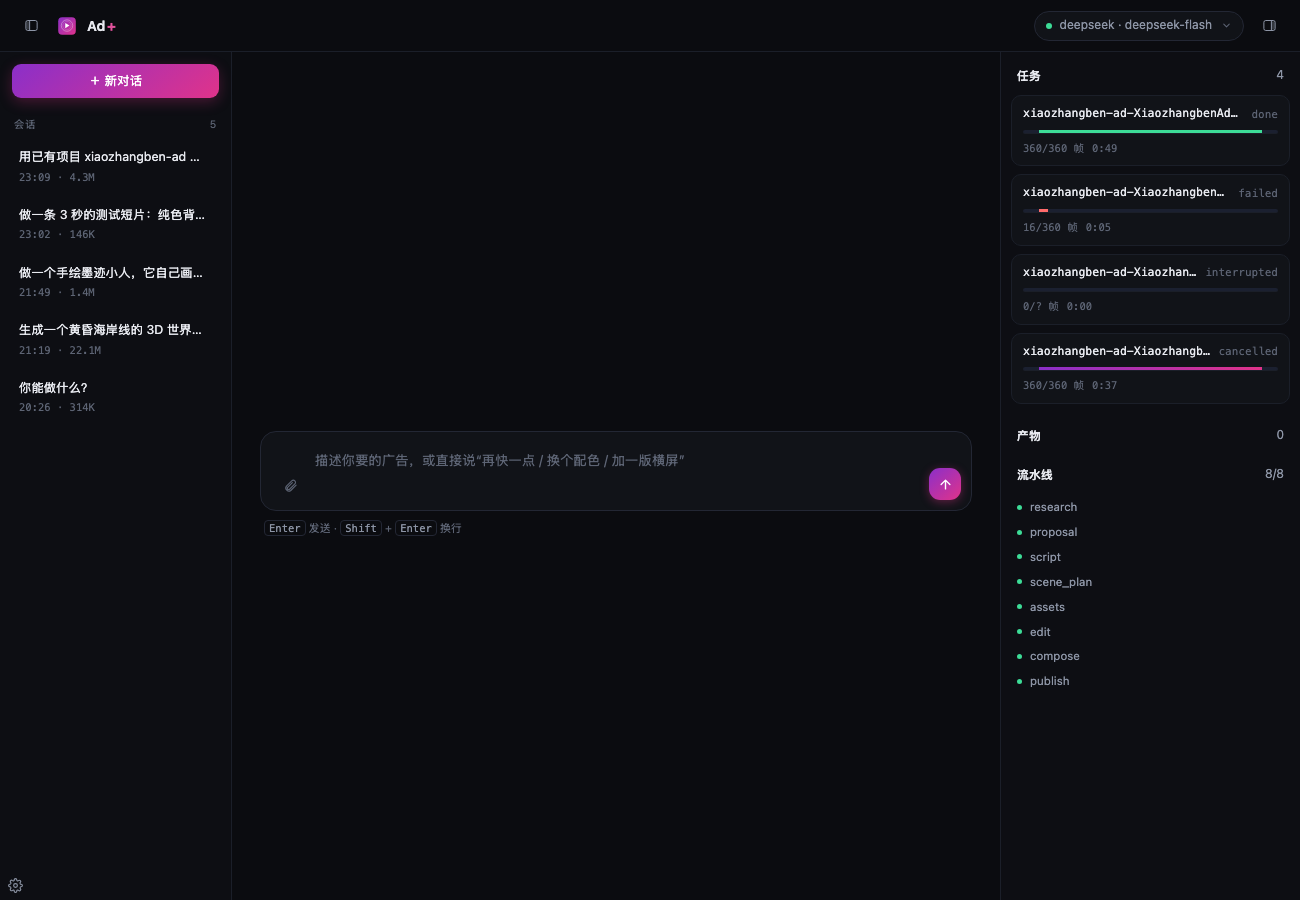 Ad+
deepseek · deepseek-flash
+ 新对话
会话 5
用已有项目 xiaozhangben-ad ...
23:09 · 4.3M
做一条 3 秒的测试短片：纯色背...
23:02 · 146K
做一个手绘墨迹小人，它自己画...
21:49 · 1.4M
生成一个黄昏海岸线的 3D 世界...
21:19 · 22.1M
你能做什么?
20:26 · 314K
描述你要的广告，或直接说“再快一点 / 换个配色 / 加一版横屏”
Enter 发送 · Shift + Enter 换行
任务 4
xiaozhangben-ad-XiaozhangbenAd… done
360/360 帧 0:49
xiaozhangben-ad-Xiaozhangben… failed
16/360 帧 0:05
xiaozhangben-ad-Xiaozhan… interrupted
0/? 帧 0:00
xiaozhangben-ad-Xiaozhangb… cancelled
360/360 帧 0:37
产物 0
流水线 8/8
research
proposal
script
scene_plan
assets
edit
compose
publish